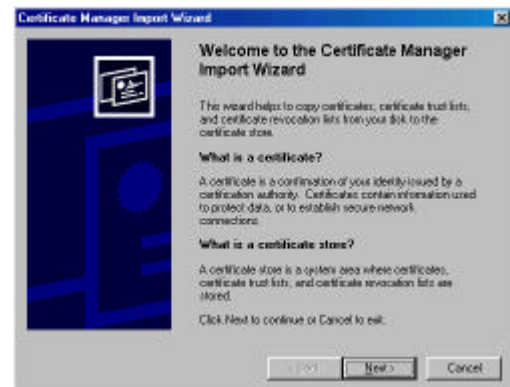 Certificate Manager Import Wizard
Welcome to the Certificate Manager
Import Wizard
This wizard helps to copy certificates, certificate trust lists,
and certificate revocation lists from your disk to the
certificate store.
What is a certificate?
A certificate is a confirmation of your identity issued by a
certification authority. Certificates contain information used
to protect data, or to establish secure network
connections.
What is a certificate store?
A certificate store is a system area where certificates,
certificate trust lists, and certificate revocation lists are
stored.
Click Next to continue or Cancel to exit.
Next >
Cancel